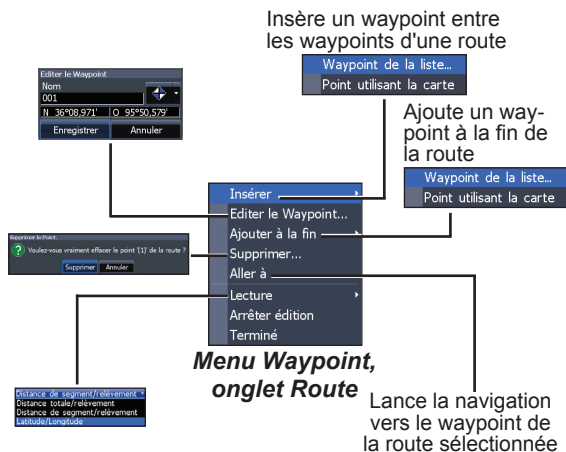 Insère un waypoint entre
les waypoints d'une route
Waypoint de la liste...
Point utilisant la carte
Editer le Waypoint
Nom
001
N 36°08,971' O 95°50,579'
Enregistrer Annuler
Ajoute un way-
point à la fin de
la route
Waypoint de la liste...
Point utilisant la carte
Insérer
Editer le Waypoint...
Ajouter à la fin
Supprimer...
Aller à
Lecture
Arrêter édition
Terminé
Supprimer le Point.
Voulez-vous vraiment effacer le point '(1)' de la route ?
Supprimer Annuler
Menu Waypoint,
onglet Route
Distance de segment/relèvement
Distance totale/relèvement
Distance de segment/relèvement
Latitude/Longitude
Lance la navigation
vers le waypoint de
la route sélectionnée